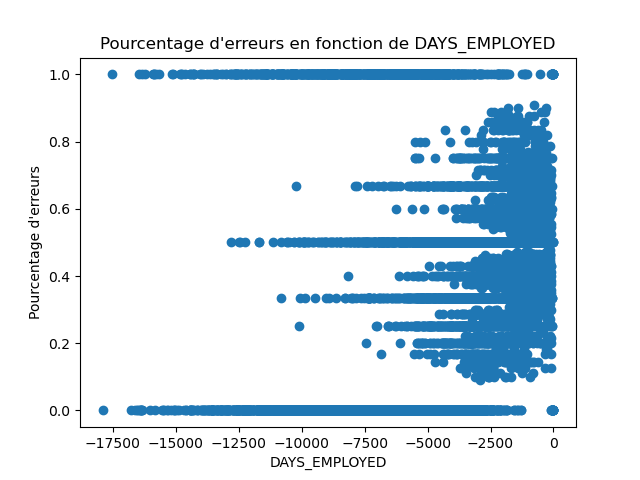 Pourcentage d'erreurs en fonction de DAYS_EMPLOYED
1.0
0.8
0.6
0.4
0.2
0.0
Pourcentage d'erreurs
−17500 −15000 −12500 −10000 −7500 −5000 −2500 0
DAYS_EMPLOYED